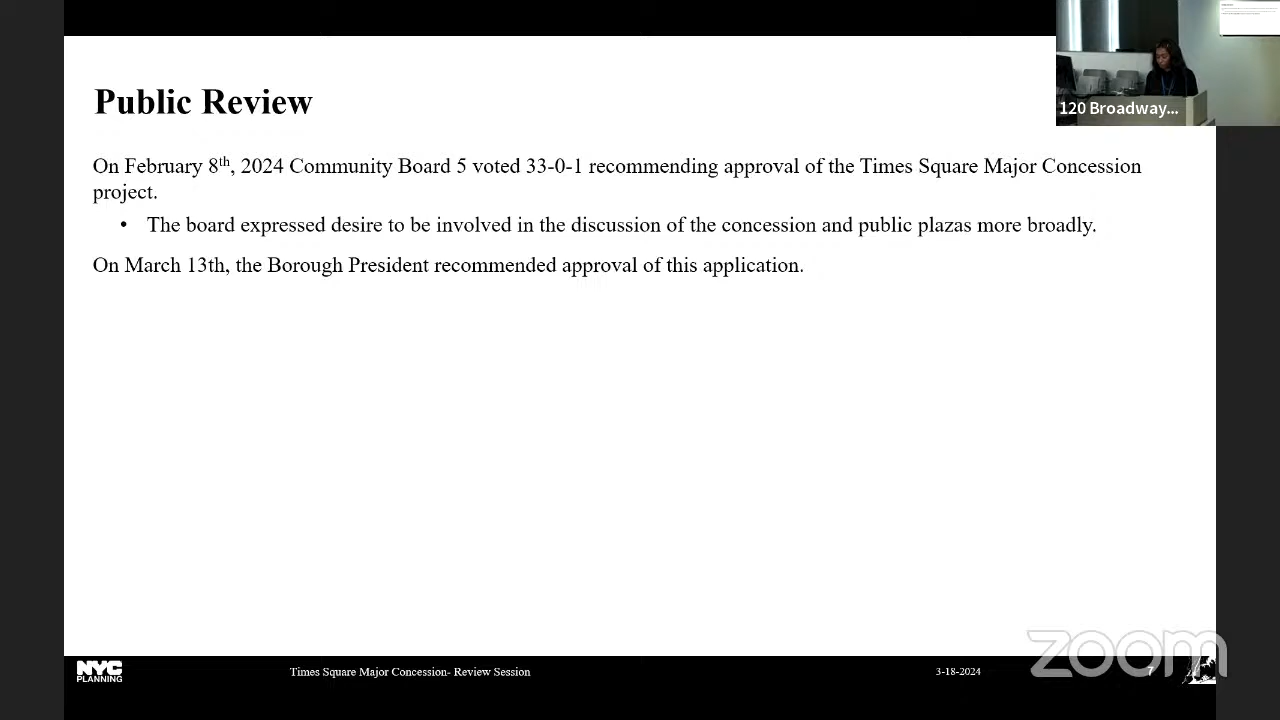 Public Review
120 Broadway...
On February 8th, 2024 Community Board 5 voted 33-0-1 recommending approval of the Times Square Major Concession
project.
• The board expressed desire to be involved in the discussion of the concession and public plazas more broadly.
On March 13th, the Borough President recommended approval of this application.
zoom
NYC
PLANNING
Times Square Major Concession- Review Session
3-18-2024
7